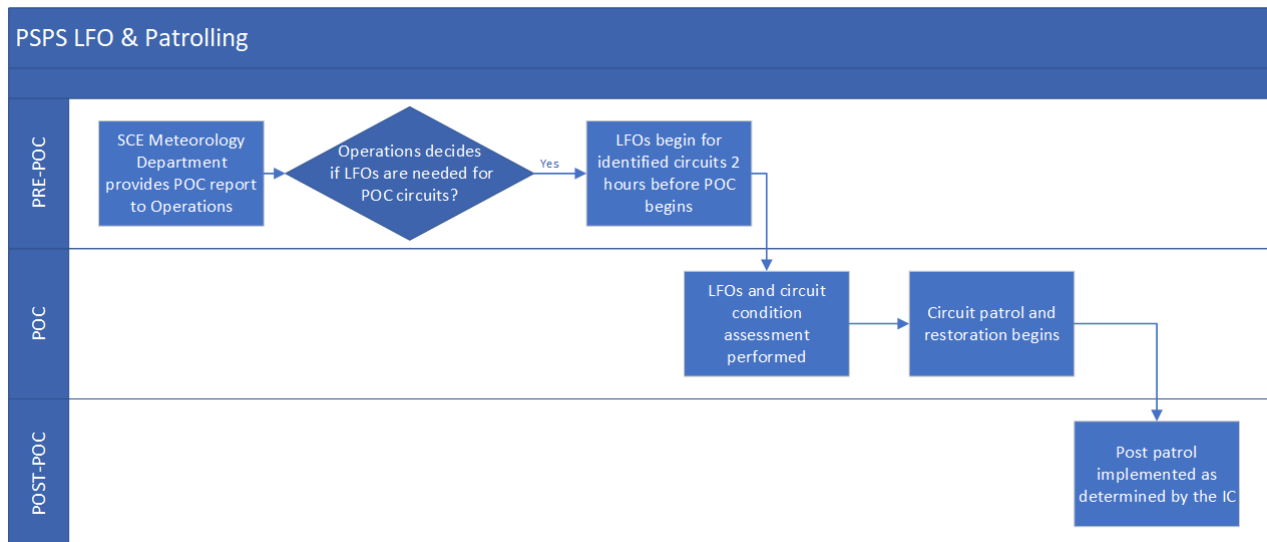 PSPS LFO & Patrolling
PRE-POC
SCE Meteorology
Department
provides POC report
to Operations
Operations decides
if LFOs are needed for
POC circuits?
Yes
LFOs begin for
identified circuits 2
hours before POC
begins
POC
LFOs and circuit
condition
assessment
performed
Circuit patrol and
restoration begins
POST-POC
Post patrol
implemented as
determined by the IC